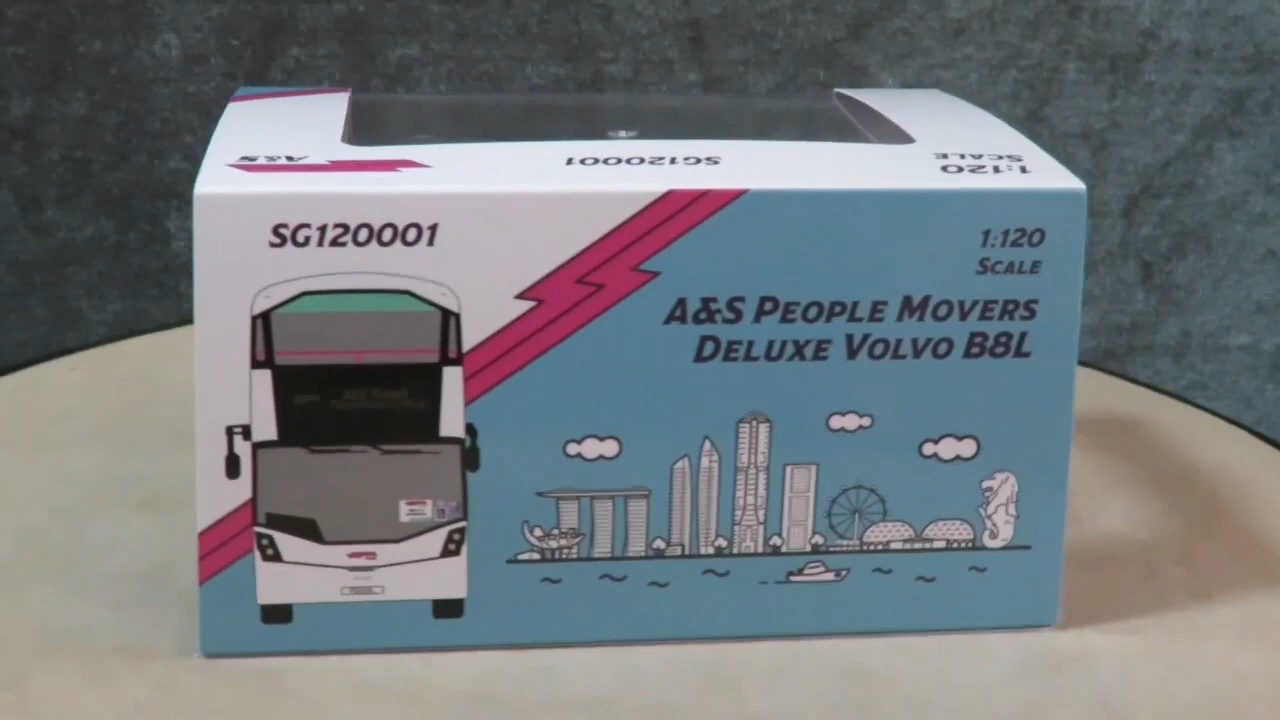 A&S
SG120001
1:120
SCALE
SG120001
1:120
SCALE
A&S PEOPLE MOVERS
DELUXE VOLVO B8L